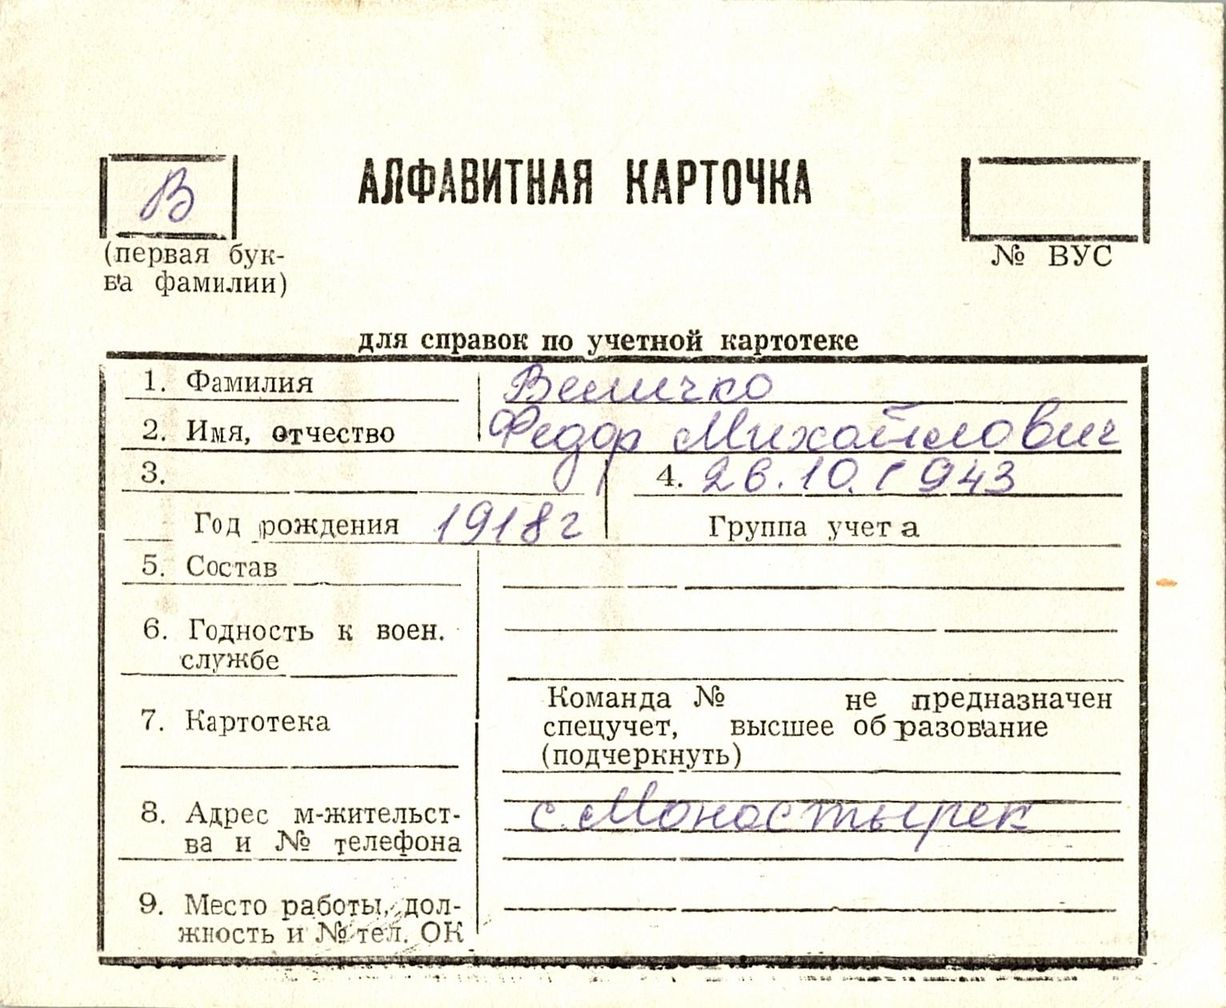 В
АЛФАВИТНАЯ КАРТОЧКА
(первая бук-
ва фамилии)
№ ВУС
для справок по учетной картотеке
1. Фамилия Величко
2. Имя, отчество Федор Михайлович
3. 4. 26.10.1943
Год рождения 1918 г Группа учета
5. Состав
6. Годность к воен.
службе
7. Картотека
Команда № не предназначен
спецучет, высшее образование
(подчеркнуть)
8. Адрес м-жительст-
ва и № телефона
с. Монастырек
9. Место работы, дол-
жность и № тел. ОК